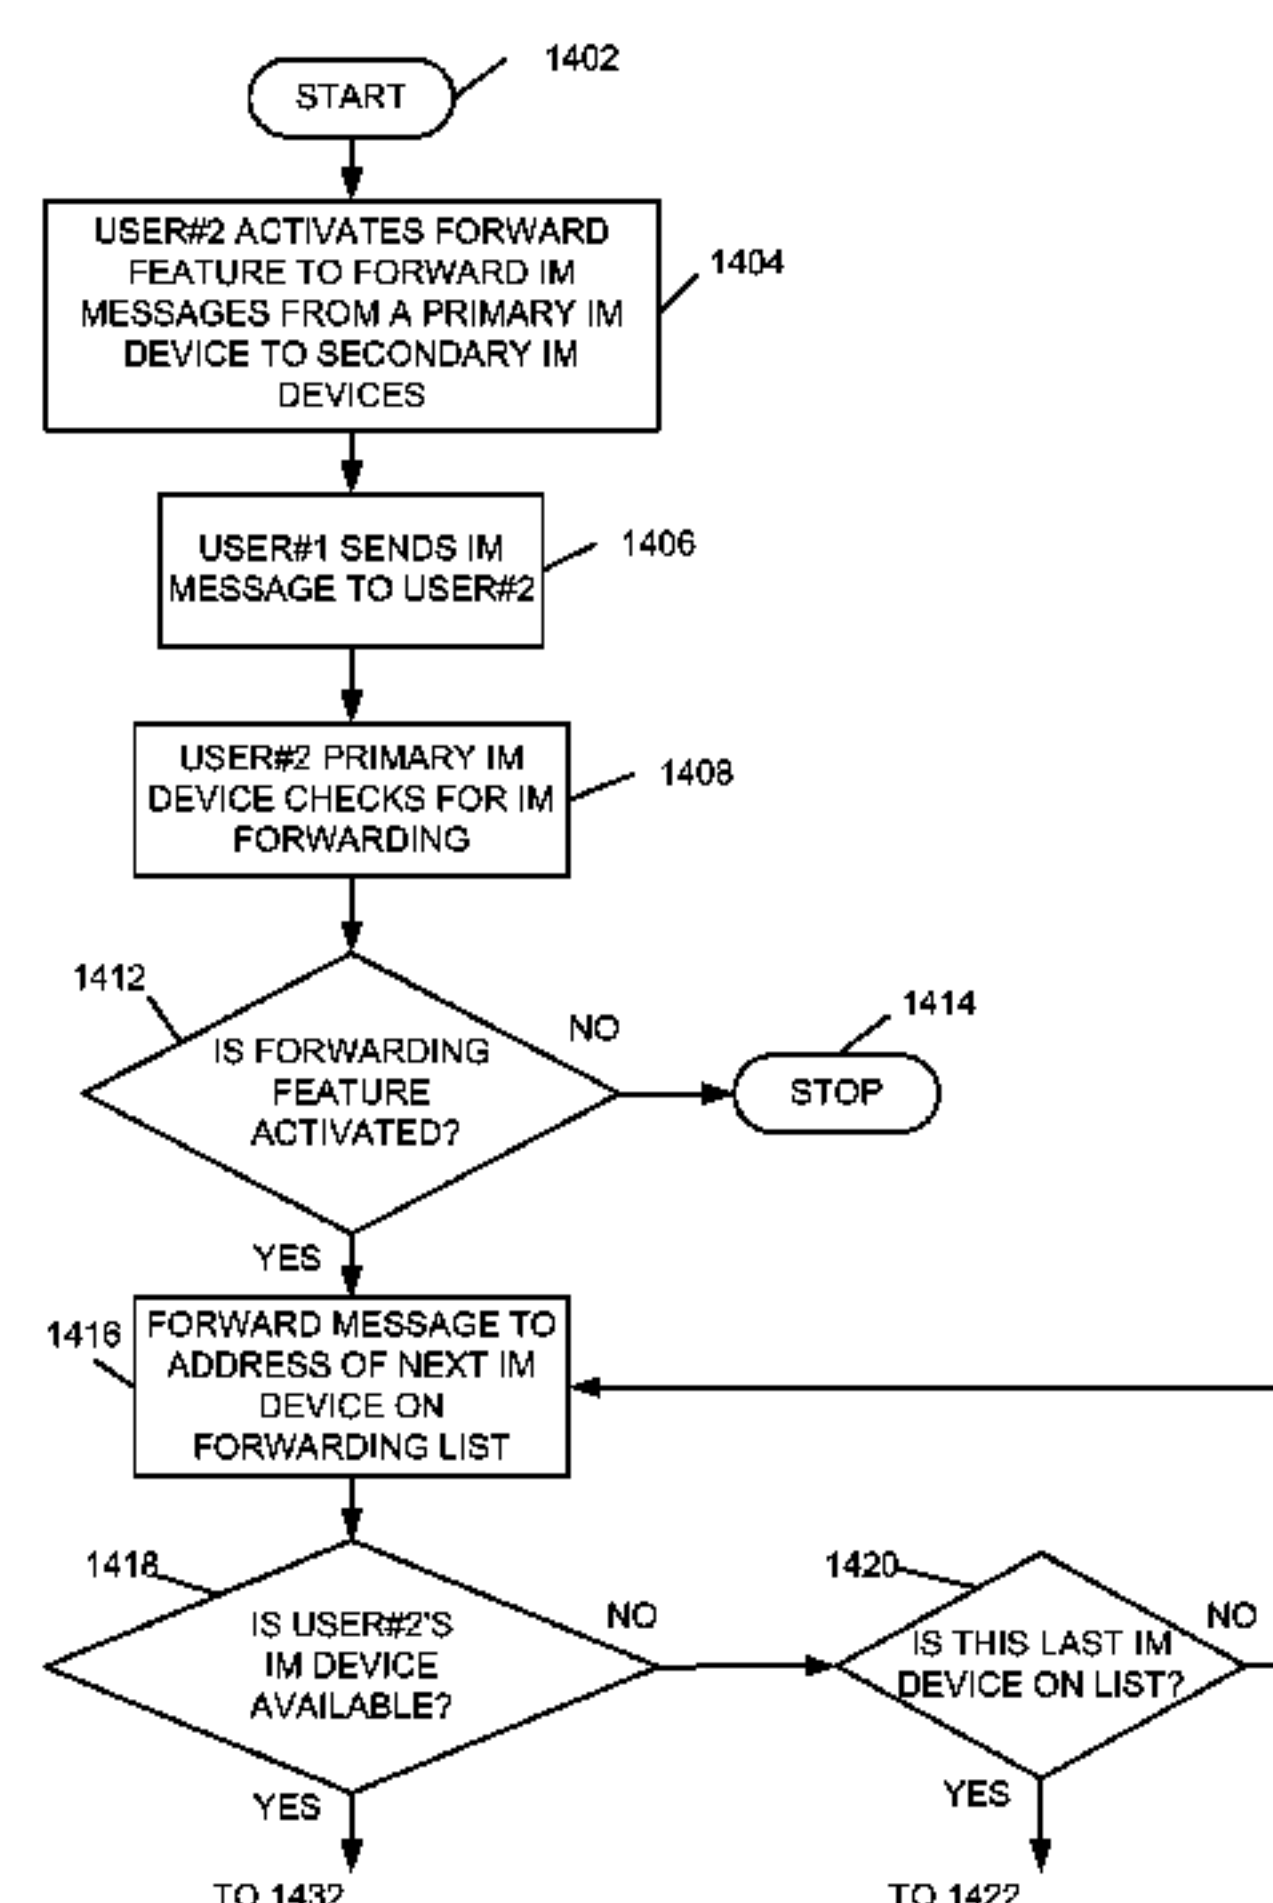 1402
START
USER#2 ACTIVATES FORWARD
FEATURE TO FORWARD IM
MESSAGES FROM A PRIMARY IM
DEVICE TO SECONDARY IM
DEVICES
1404
USER#1 SENDS IM
MESSAGE TO USER#2
1406
USER#2 PRIMARY IM
DEVICE CHECKS FOR IM
FORWARDING
1408
1412
IS FORWARDING
FEATURE
ACTIVATED?
NO
1414
STOP
YES
1416
FORWARD MESSAGE TO
ADDRESS OF NEXT IM
DEVICE ON
FORWARDING LIST
1418
IS USER#2'S
IM DEVICE
AVAILABLE?
NO
1420
IS THIS LAST IM
DEVICE ON LIST?
NO
YES
YES
TO 1432
TO 1422